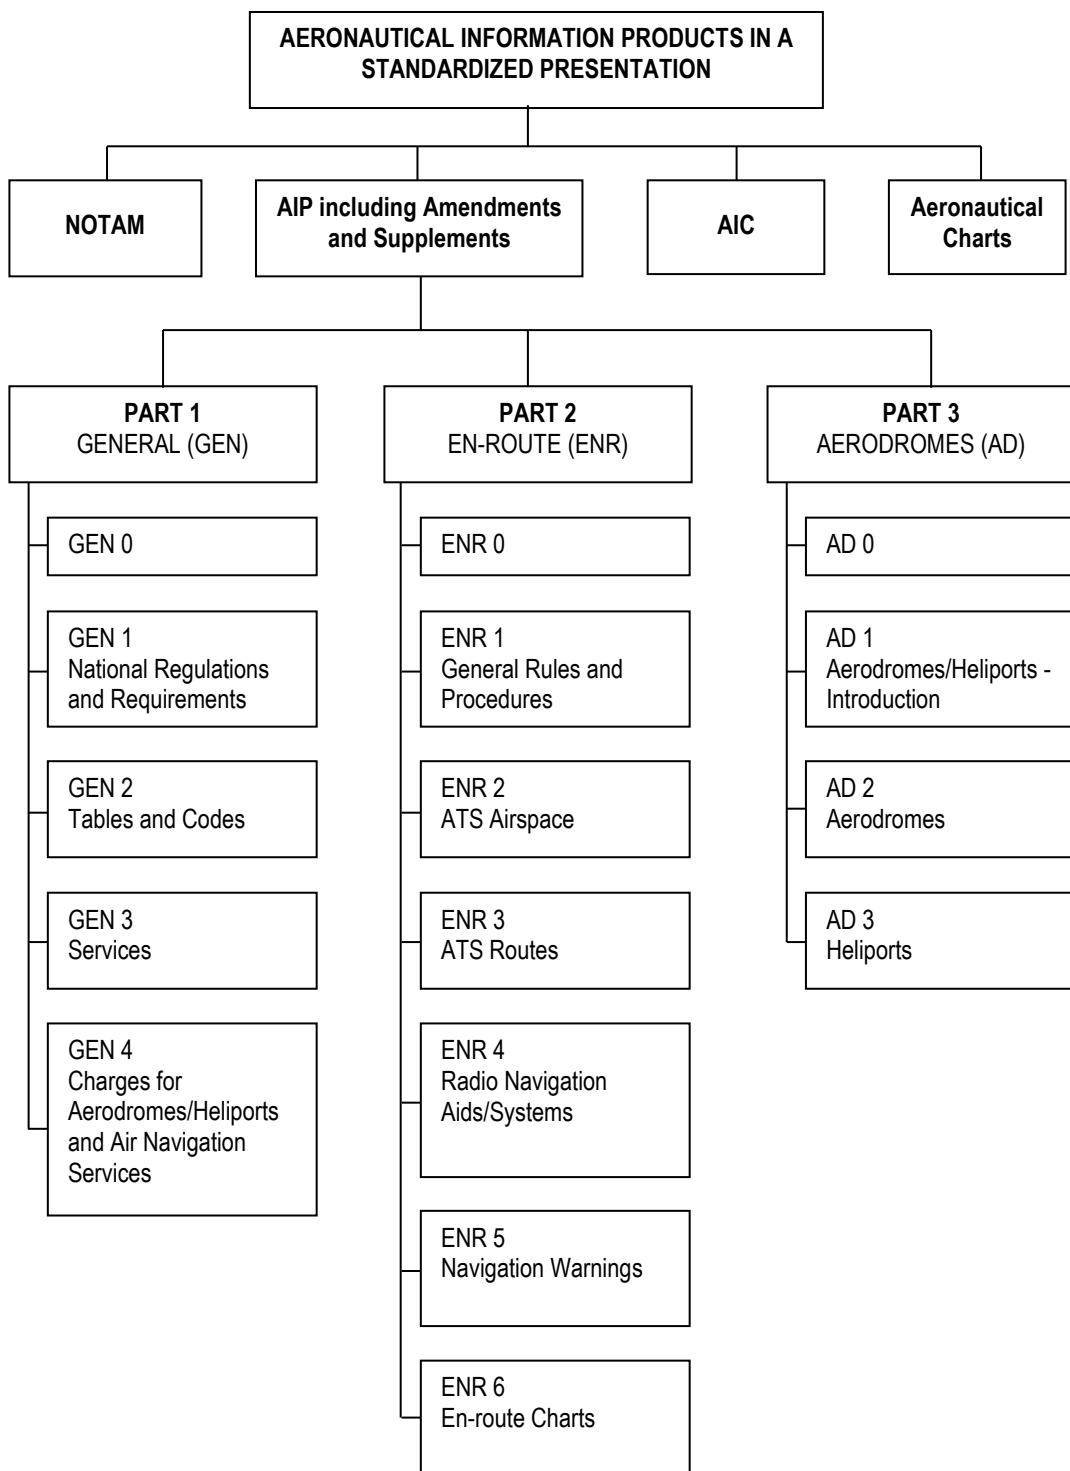 AERONAUTICAL INFORMATION PRODUCTS IN A
STANDARDIZED PRESENTATION
NOTAM
AIP including Amendments
and Supplements
AIC
Aeronautical
Charts
PART 1
GENERAL (GEN)
PART 2
EN-ROUTE (ENR)
PART 3
AERODROMES (AD)
GEN 0
GEN 1
National Regulations
and Requirements
GEN 2
Tables and Codes
GEN 3
Services
GEN 4
Charges for
Aerodromes/Heliports
and Air Navigation
Services
ENR 0
ENR 1
General Rules and
Procedures
ENR 2
ATS Airspace
ENR 3
ATS Routes
ENR 4
Radio Navigation
Aids/Systems
ENR 5
Navigation Warnings
ENR 6
En-route Charts
AD 0
AD 1
Aerodromes/Heliports -
Introduction
AD 2
Aerodromes
AD 3
Heliports